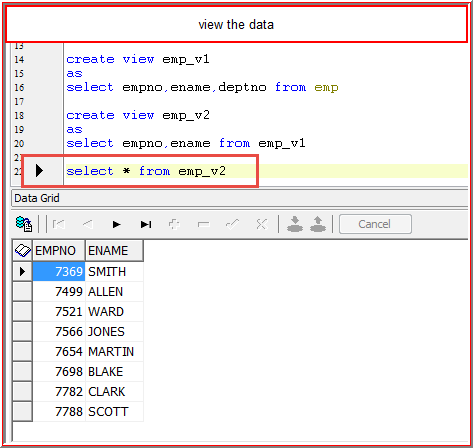 view the data
13
14 create view emp_v1
15 as
16 select empno,ename,deptno from emp
17
18 create view emp_v2
19 as
20 select empno,ename from emp_v1
21
22 select * from emp_v2
Data Grid
Cancel
EMPNO ENAME
7369 SMITH
7499 ALLEN
7521 WARD
7566 JONES
7654 MARTIN
7698 BLAKE
7782 CLARK
7788 SCOTT